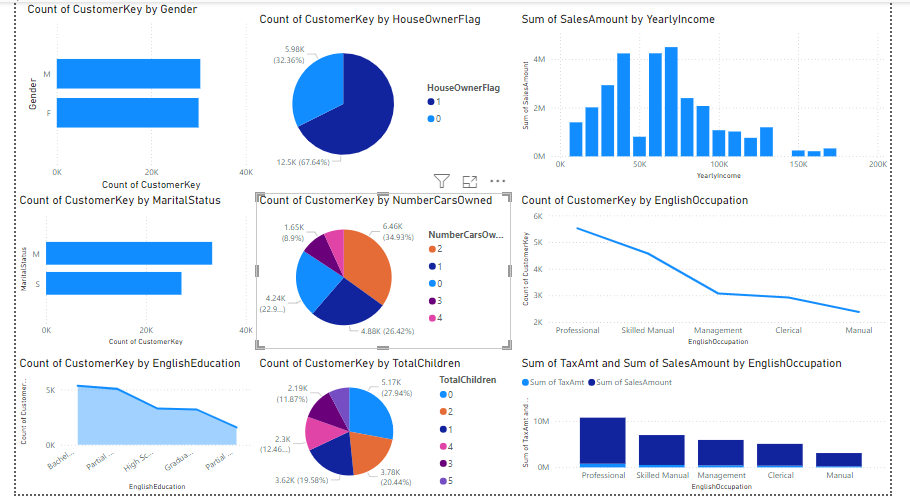 Count of CustomerKey by Gender
Gender
M
F
0K
20K
40K
Count of CustomerKey
Count of CustomerKey by HouseOwnerFlag
5.98K
(32.36%)
12.5K (67.64%)
HouseOwnerFlag
1
0
Sum of SalesAmount by YearlyIncome
Sum of SalesAmount
4M
2M
0M
0K
50K
100K
150K
200K
YearlyIncome
Count of CustomerKey by MaritalStatus
MaritalStatus
M
S
0K
20K
40K
Count of CustomerKey
Count of CustomerKey by NumberCarsOwned
1.65K
(8.9%)
6.46K
(34.93%)
4.24K
(22.9...)
4.88K (26.42%)
NumberCarsOw...
2
1
0
3
4
Count of CustomerKey by EnglishOccupation
Count of CustomerKey
6K
5K
4K
3K
2K
Professional
Skilled Manual
Management
Clerical
Manual
EnglishOccupation
Count of CustomerKey by EnglishEducation
Count of Customer...
5K
0K
Bachel...
Partial ...
High Sc...
Gradua...
Partial ...
EnglishEducation
Count of CustomerKey by TotalChildren
2.19K
(11.87%)
5.17K
(27.94%)
2.3K
(12.46...)
3.62K (19.58%)
3.78K
(20.44%)
TotalChildren
0
2
1
4
3
5
Sum of TaxAmt and Sum of SalesAmount by EnglishOccupation
Sum of TaxAmt Sum of SalesAmount
Sum of TaxAmt and ...
10M
0M
Professional
Skilled Manual
Management
Clerical
Manual
EnglishOccupation